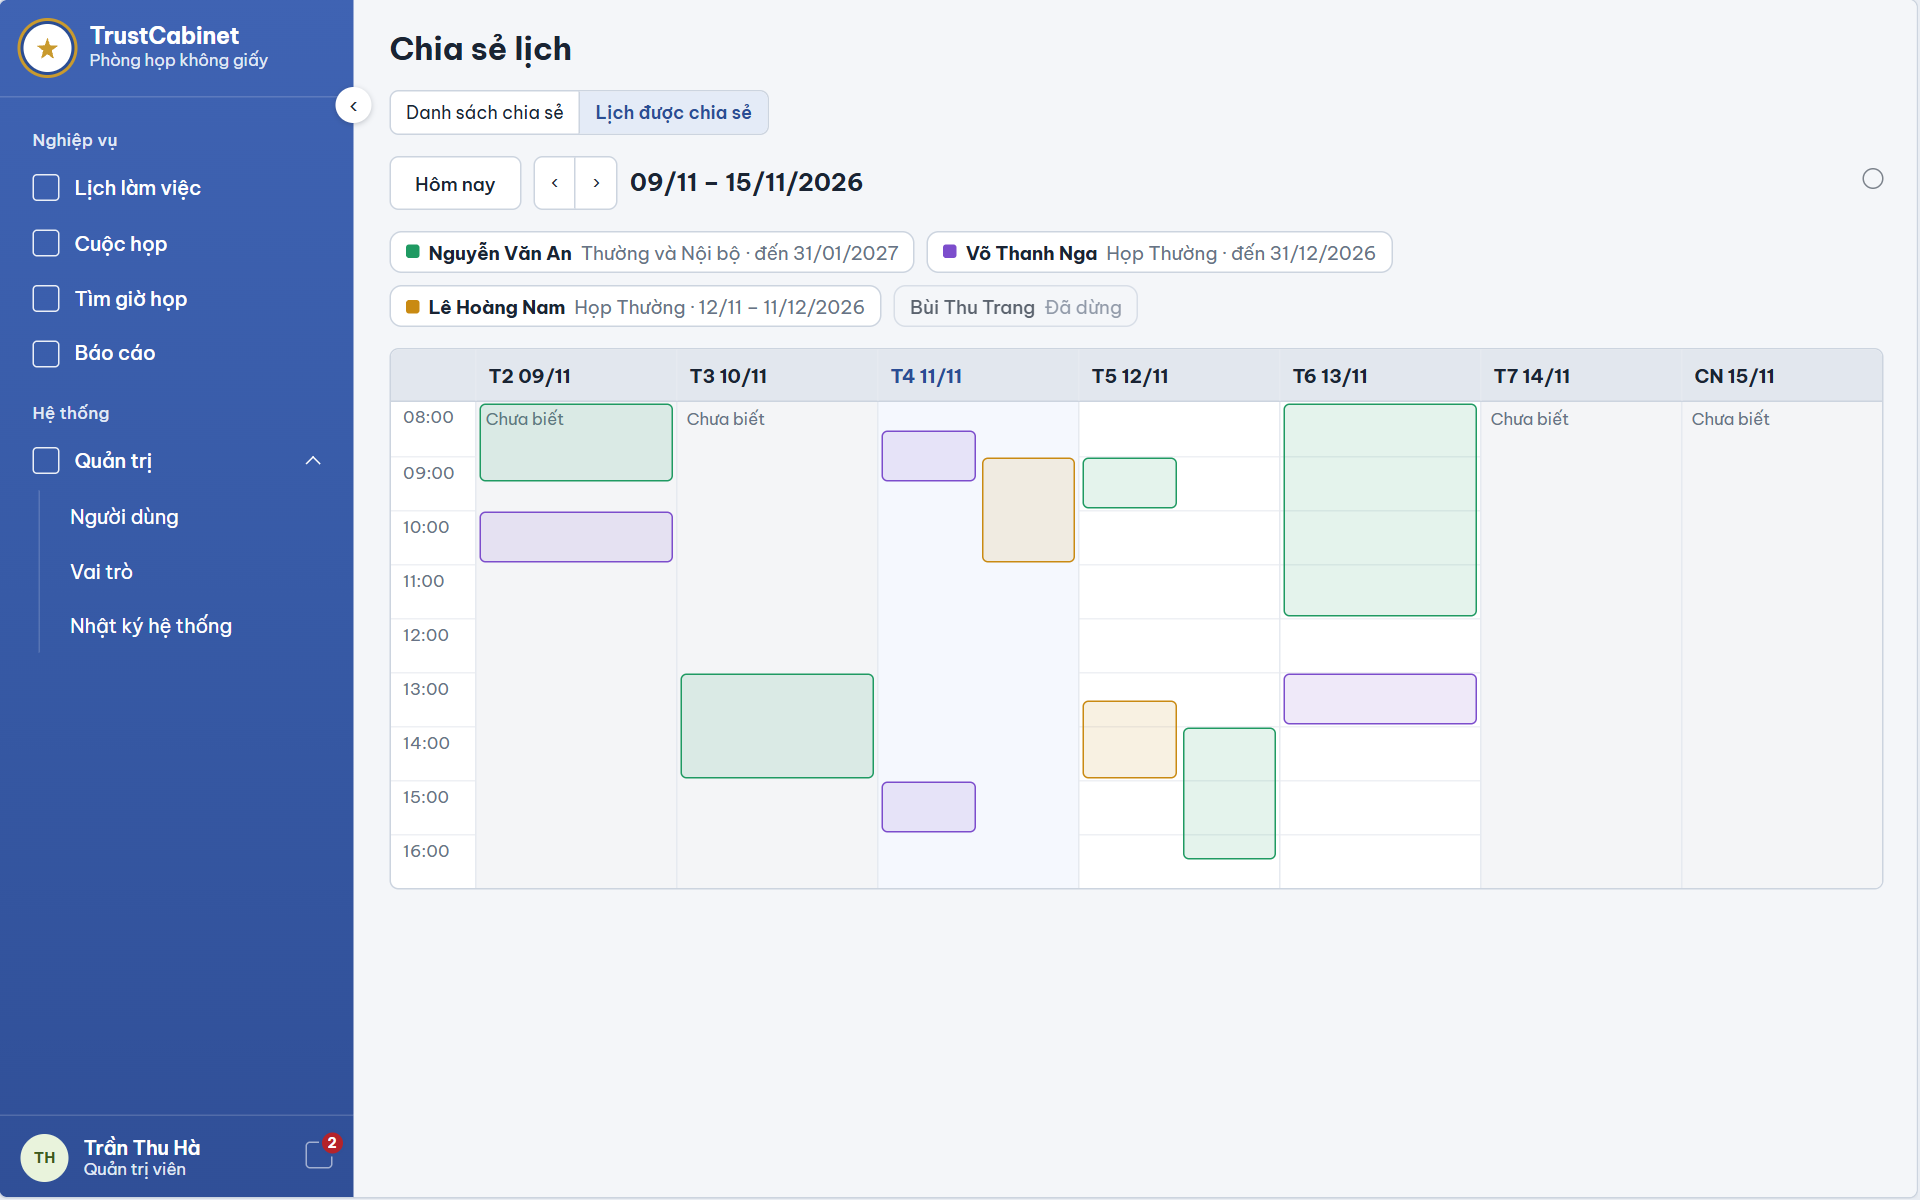 TrustCabinet
Phòng họp không giấy
Nghiệp vụ
Lịch làm việc
Cuộc họp
Tìm giờ họp
Báo cáo
Hệ thống
Quản trị
Người dùng
Vai trò
Nhật ký hệ thống
TH
Trần Thu Hà
Quản trị viên
2
Chia sẻ lịch
Danh sách chia sẻ
Lịch được chia sẻ
Hôm nay
‹
›
09/11 – 15/11/2026
Nguyễn Văn An Thường và Nội bộ · đến 31/01/2027
Võ Thanh Nga Họp Thường · đến 31/12/2026
Lê Hoàng Nam Họp Thường · 12/11 – 11/12/2026
Bùi Thu Trang Đã dừng
T2 09/11 T3 10/11 T4 11/11 T5 12/11 T6 13/11 T7 14/11 CN 15/11
08:00 Chưa biết Chưa biết Chưa biết Chưa biết
09:00
10:00
11:00
12:00
13:00
14:00
15:00
16:00